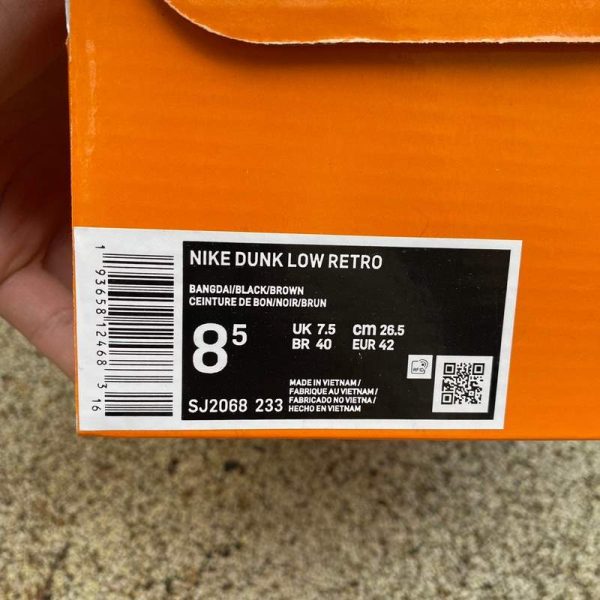 NIKE DUNK LOW RETRO
BANGDAI/BLACK/BROWN
CEINTURE DE BON/NOIR/BRUN
8 5
UK 7.5 cm 26.5
BR 40 EUR 42
SJ2068 233
MADE IN VIETNAM/
FABRIQUE AU VIETNAM/
FABRICADO NO VIETNA/
HECHO EN VIETNAM
RFID
1 93658 12468 3 16